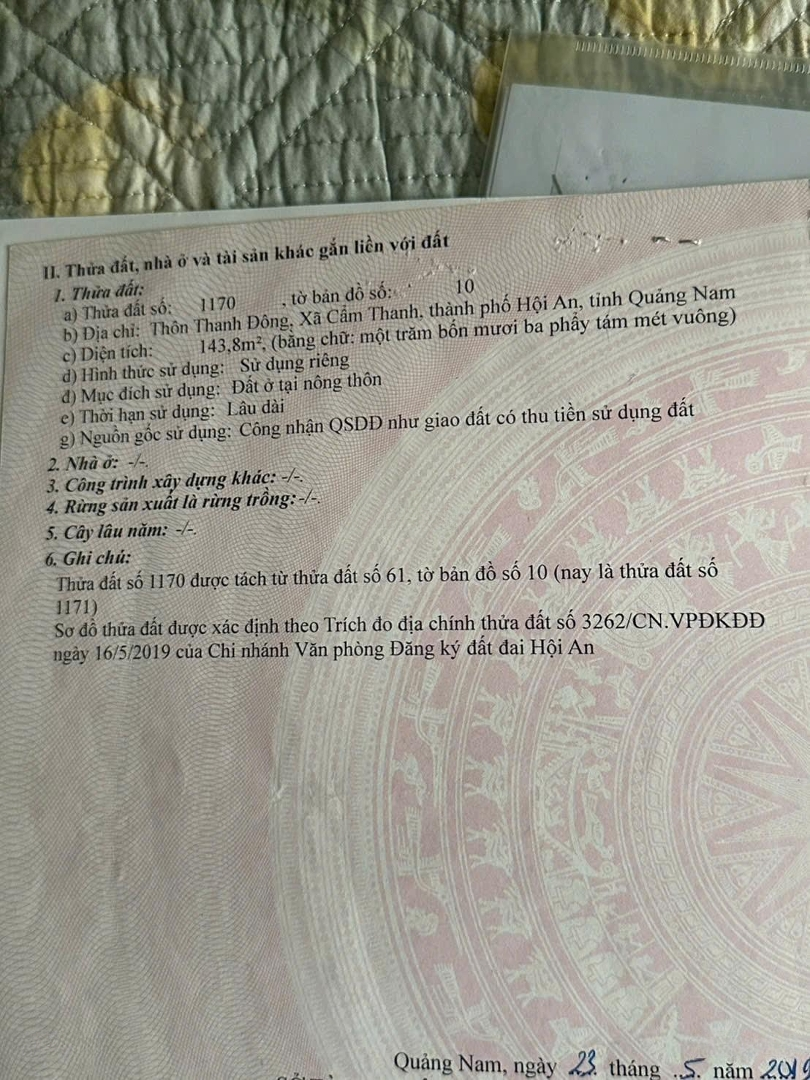 II. Thửa đất, nhà ở và tài sản khác gắn liền với đất
1. Thửa đất:
a) Thửa đất số: 1170 , tờ bản đồ số: 10
b) Địa chỉ: Thôn Thanh Đông, Xã Cẩm Thanh, thành phố Hội An, tỉnh Quảng Nam
c) Diện tích: 143,8m², (bằng chữ: một trăm bốn mươi ba phẩy tám mét vuông)
d) Hình thức sử dụng: Sử dụng riêng
đ) Mục đích sử dụng: Đất ở tại nông thôn
e) Thời hạn sử dụng: Lâu dài
g) Nguồn gốc sử dụng: Công nhận QSDĐ như giao đất có thu tiền sử dụng đất
2. Nhà ở: -/-.
3. Công trình xây dựng khác: -/-.
4. Rừng sản xuất là rừng trồng: -/-.
5. Cây lâu năm: -/-.
6. Ghi chú:
Thửa đất số 1170 được tách từ thửa đất số 61, tờ bản đồ số 10 (nay là thửa đất số
1171)
Sơ đồ thửa đất được xác định theo Trích đo địa chính thửa đất số 3262/CN.VPĐKĐĐ
ngày 16/5/2019 của Chi nhánh Văn phòng Đăng ký đất đai Hội An
Quảng Nam, ngày 23 tháng .5. năm 2019